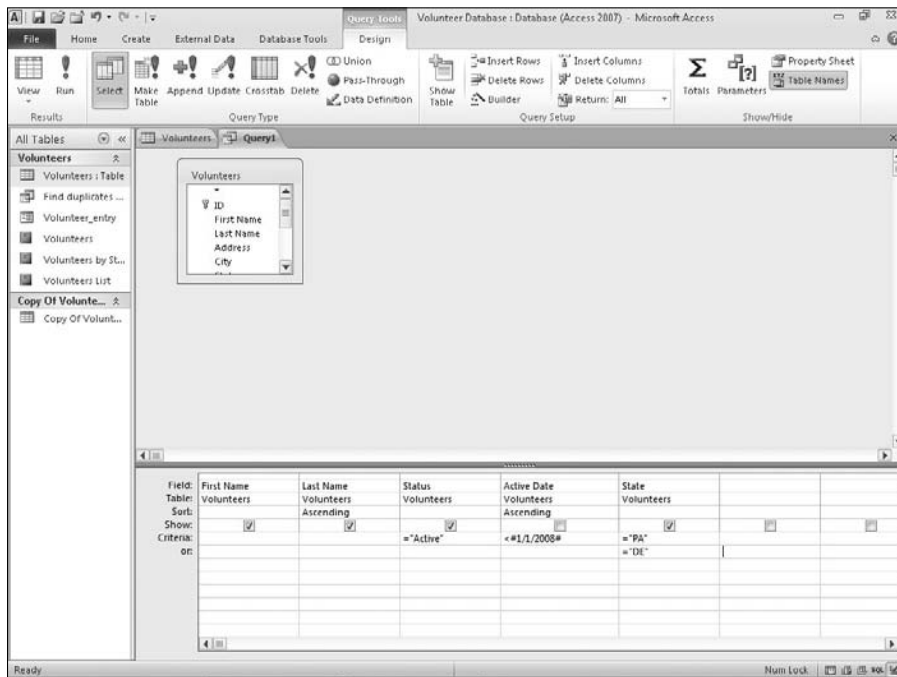 Query Tools
Volunteer Database : Database (Access 2007) - Microsoft Access
File Home Create External Data Database Tools Design
View Run Select Make Table Append Update Crosstab Delete
Union
Pass-Through
Data Definition
Show Table
Insert Rows
Delete Rows
Builder
Insert Columns
Delete Columns
Return: All
Totals Parameters
Property Sheet
Table Names
Results Query Type Query Setup Show/Hide
All Tables
Volunteers
Volunteers : Table
Find duplicates ...
Volunteer_entry
Volunteers
Volunteers by St...
Volunteers List
Copy Of Volunte...
Copy Of Volunt...
Volunteers Query1
Volunteers
*
ID
First Name
Last Name
Address
City
Field: First Name Last Name Status Active Date State
Table: Volunteers Volunteers Volunteers Volunteers Volunteers
Sort: Ascending Ascending
Show:
Criteria: ="Active" <#1/1/2008# ="PA"
or: ="DE"
Ready Num Lock SQL